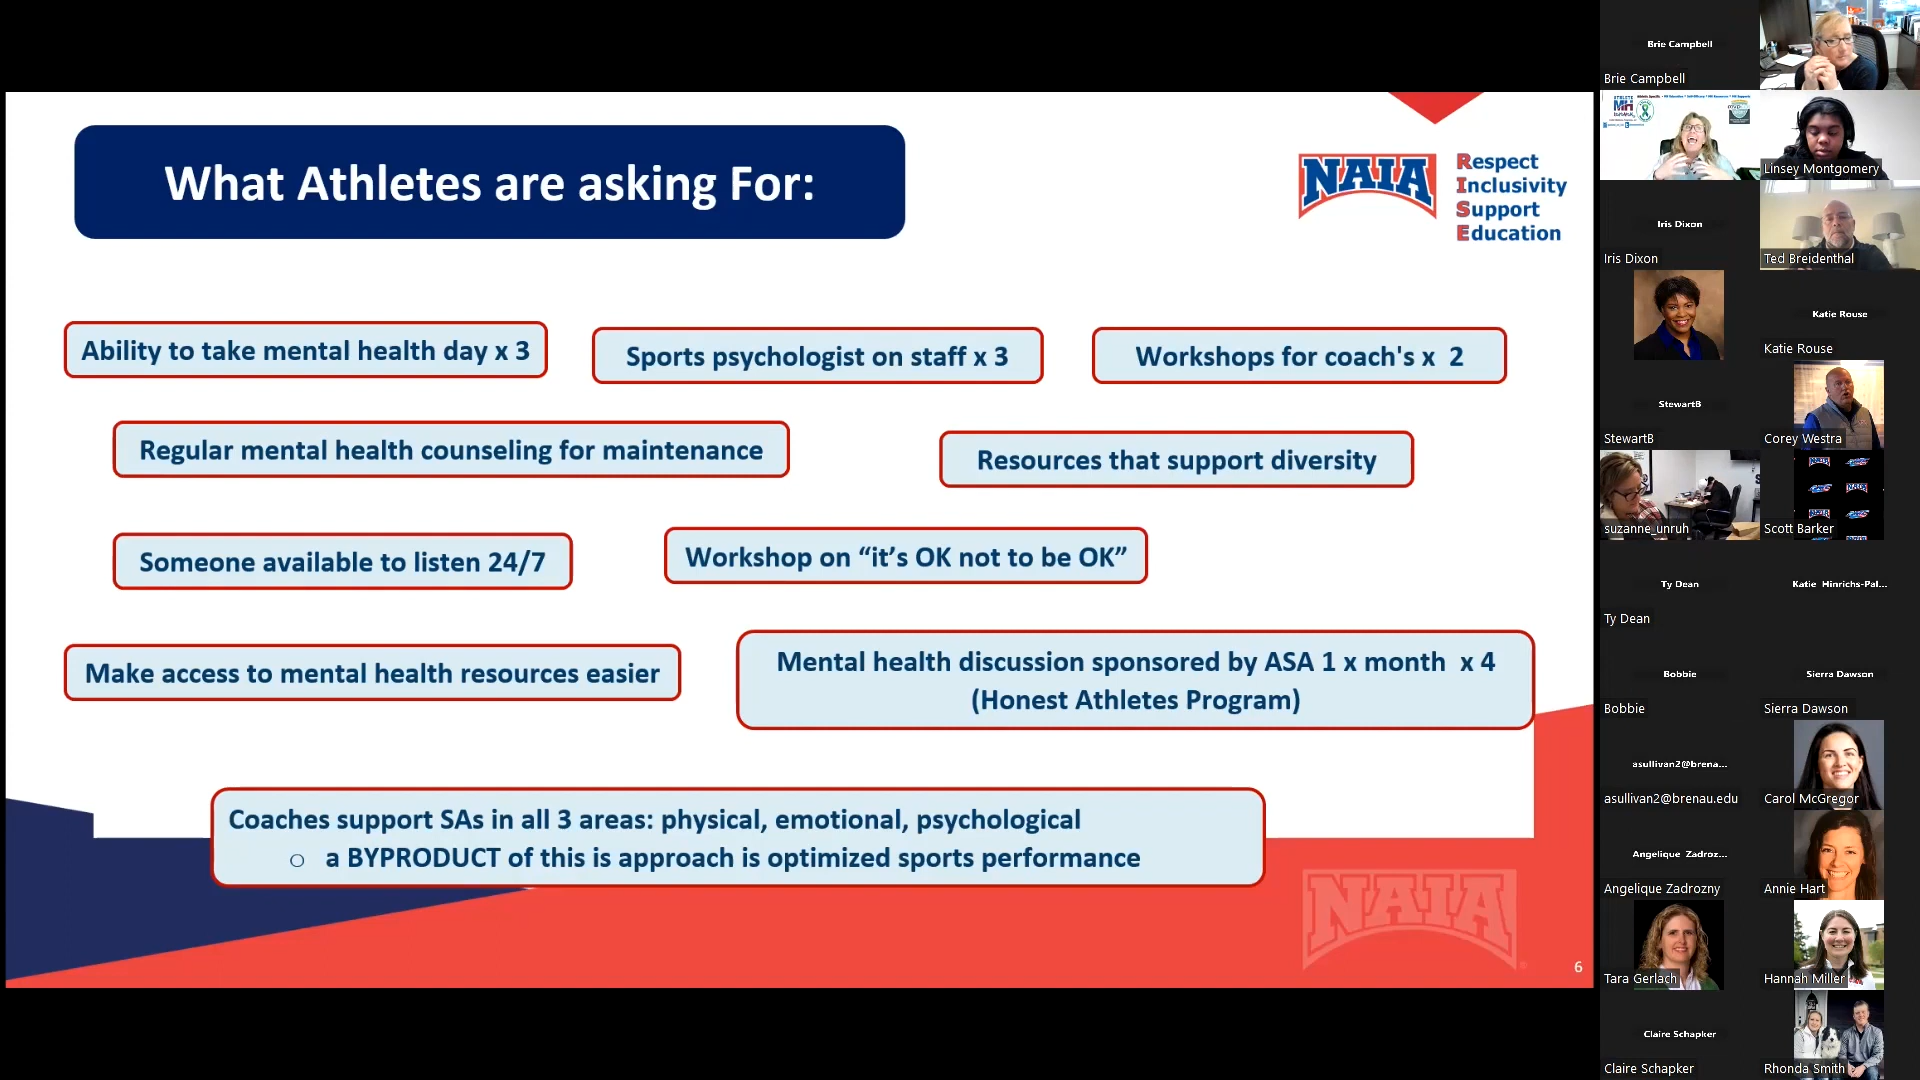 What Athletes are asking For:
NAIA
Respect
Inclusivity
Support
Education
Ability to take mental health day x 3
Sports psychologist on staff x 3
Workshops for coach's x  2
Regular mental health counseling for maintenance
Resources that support diversity
Someone available to listen 24/7
Workshop on “it’s OK not to be OK”
Make access to mental health resources easier
Mental health discussion sponsored by ASA 1 x month  x 4
(Honest Athletes Program)
Coaches support SAs in all 3 areas: physical, emotional, psychological
o a BYPRODUCT of this is approach is optimized sports performance
NAIA
6
Brie Campbell
Brie Campbell
MH
Linsey Montgomery
Iris Dixon
Iris Dixon
Ted Breidenthal
Katie Rouse
Katie Rouse
StewartB
StewartB
Corey Westra
suzanne_unruh
NAIA
NAIA
NAIA
Scott Barker
Ty Dean
Ty Dean
Katie Hinrichs-Pal...
Bobbie
Bobbie
Sierra Dawson
Sierra Dawson
asullivan2@brena...
asullivan2@brenau.edu
Carol McGregor
Angelique Zadroz...
Angelique Zadrozny
Annie Hart
Tara Gerlach
Hannah Miller
Claire Schapker
Claire Schapker
Rhonda Smith